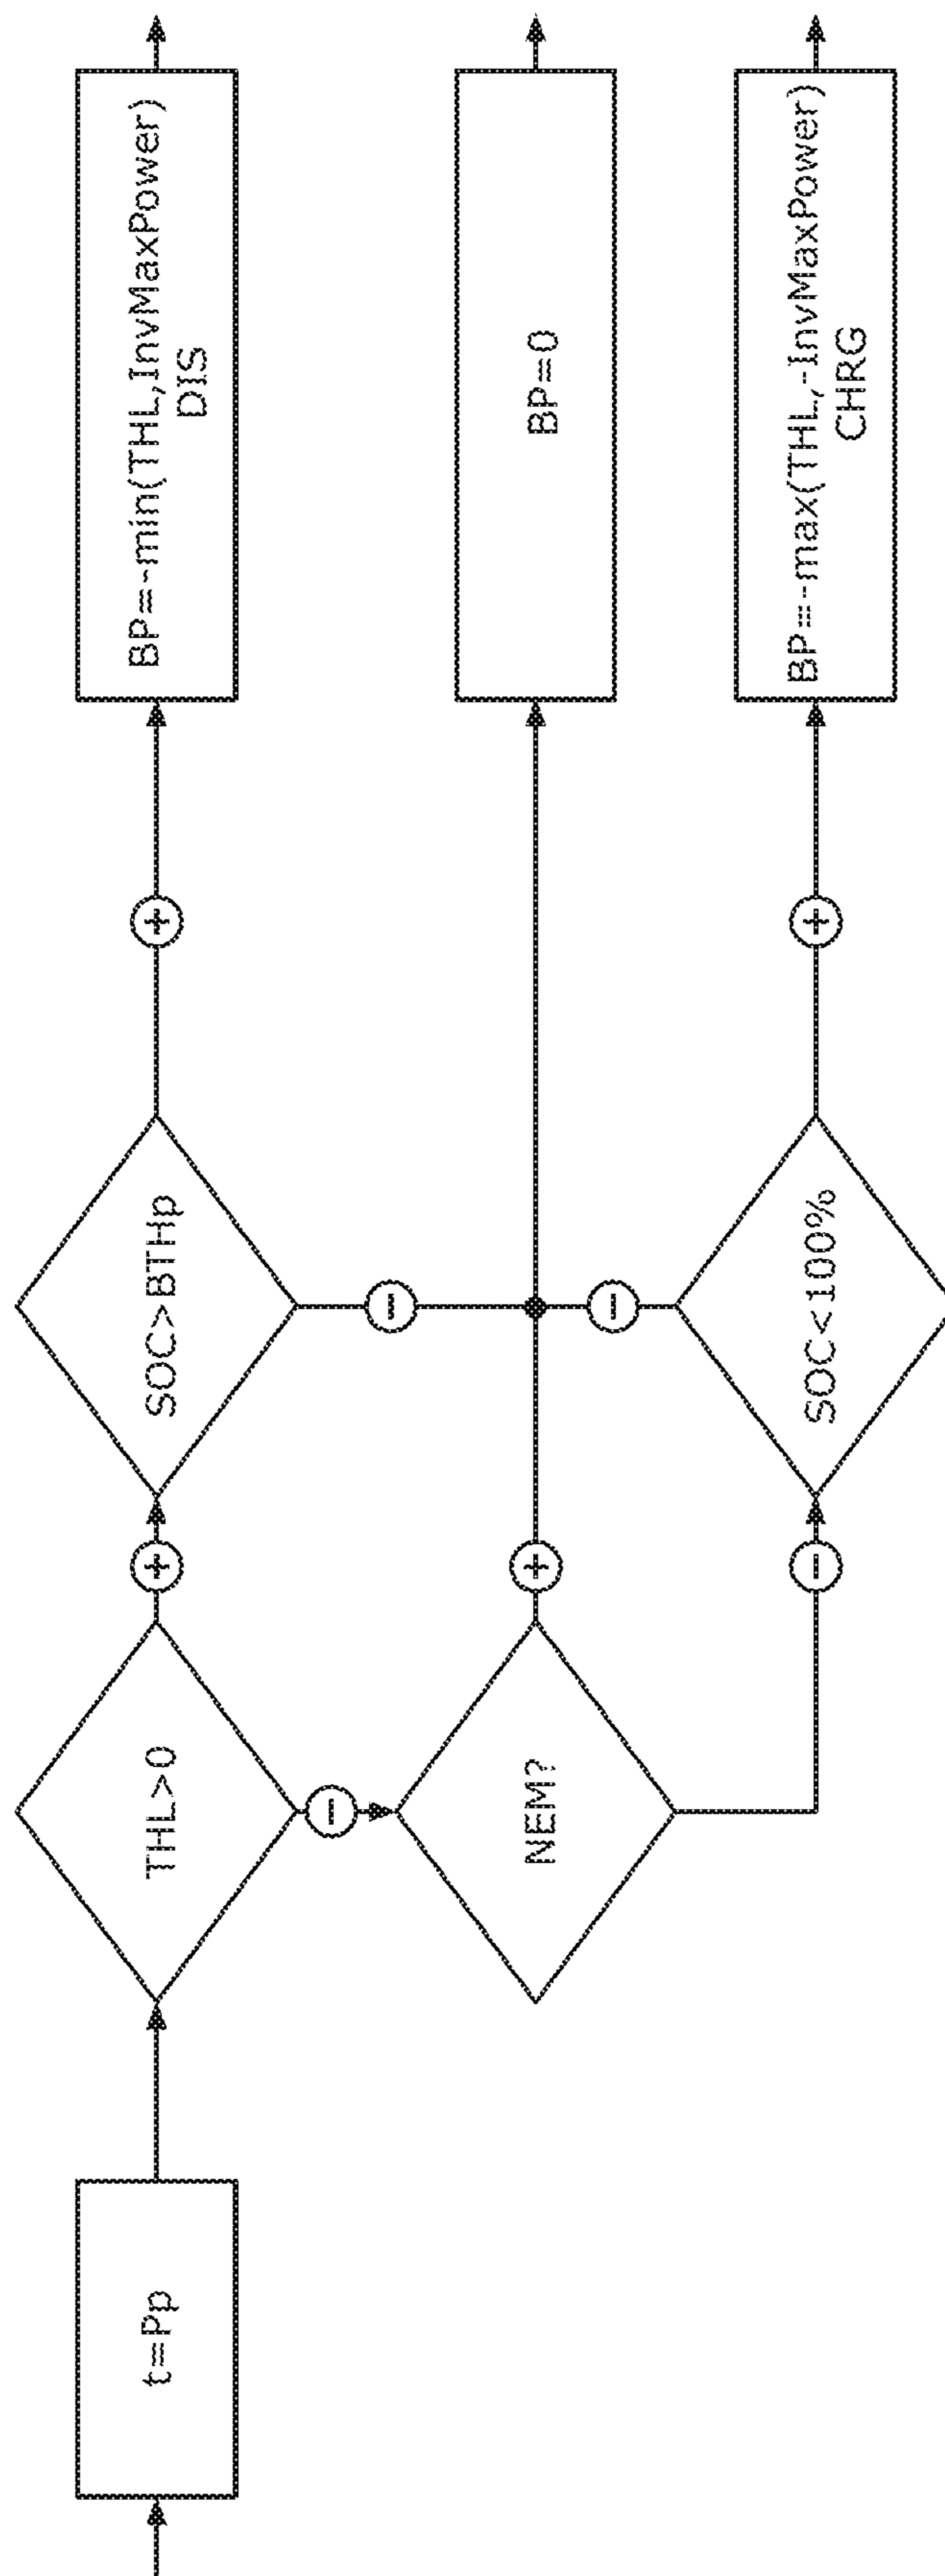 t=Pp
THL>0
+
SOC>BTHp
+
BP=-min(THL,InvMaxPower)
DIS
−
−
NEM?
+
BP=0
−
−
SOC<100%
+
BP=-max(THL,-InvMaxPower)
CHRG